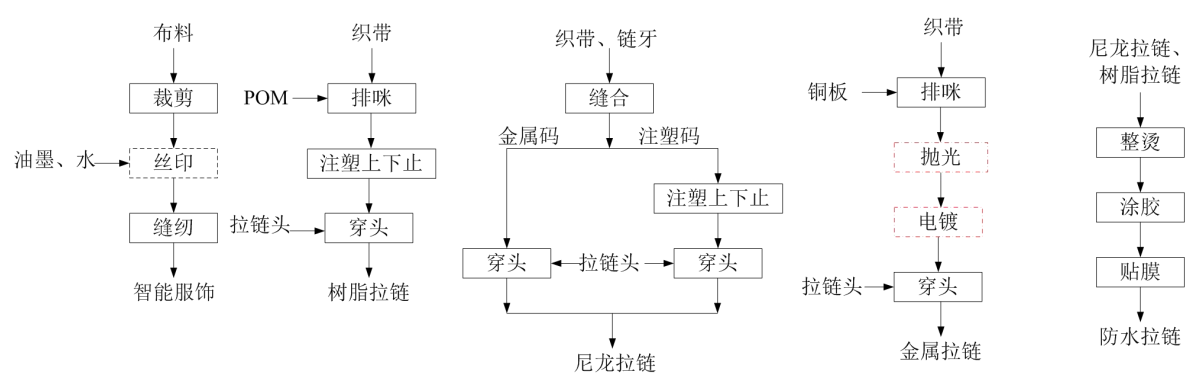 布料
裁剪
油墨、水
丝印
缝纫
智能服饰
织带
POM
排咪
注塑上下止
拉链头
穿头
树脂拉链
织带、链牙
缝合
金属码
注塑码
注塑上下止
穿头
拉链头
穿头
尼龙拉链
织带
铜板
排咪
抛光
电镀
拉链头
穿头
金属拉链
尼龙拉链、
树脂拉链
整烫
涂胶
贴膜
防水拉链